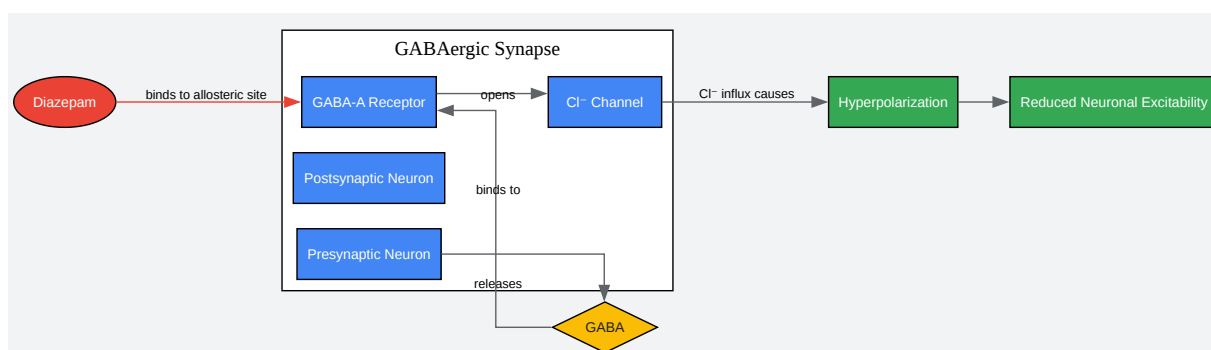 GABAergic Synapse
Diazepam
binds to allosteric site
GABA-A Receptor
opens
Cl⁻ Channel
Cl⁻ influx causes
Hyperpolarization
Reduced Neuronal Excitability
Postsynaptic Neuron
binds to
Presynaptic Neuron
releases
GABA